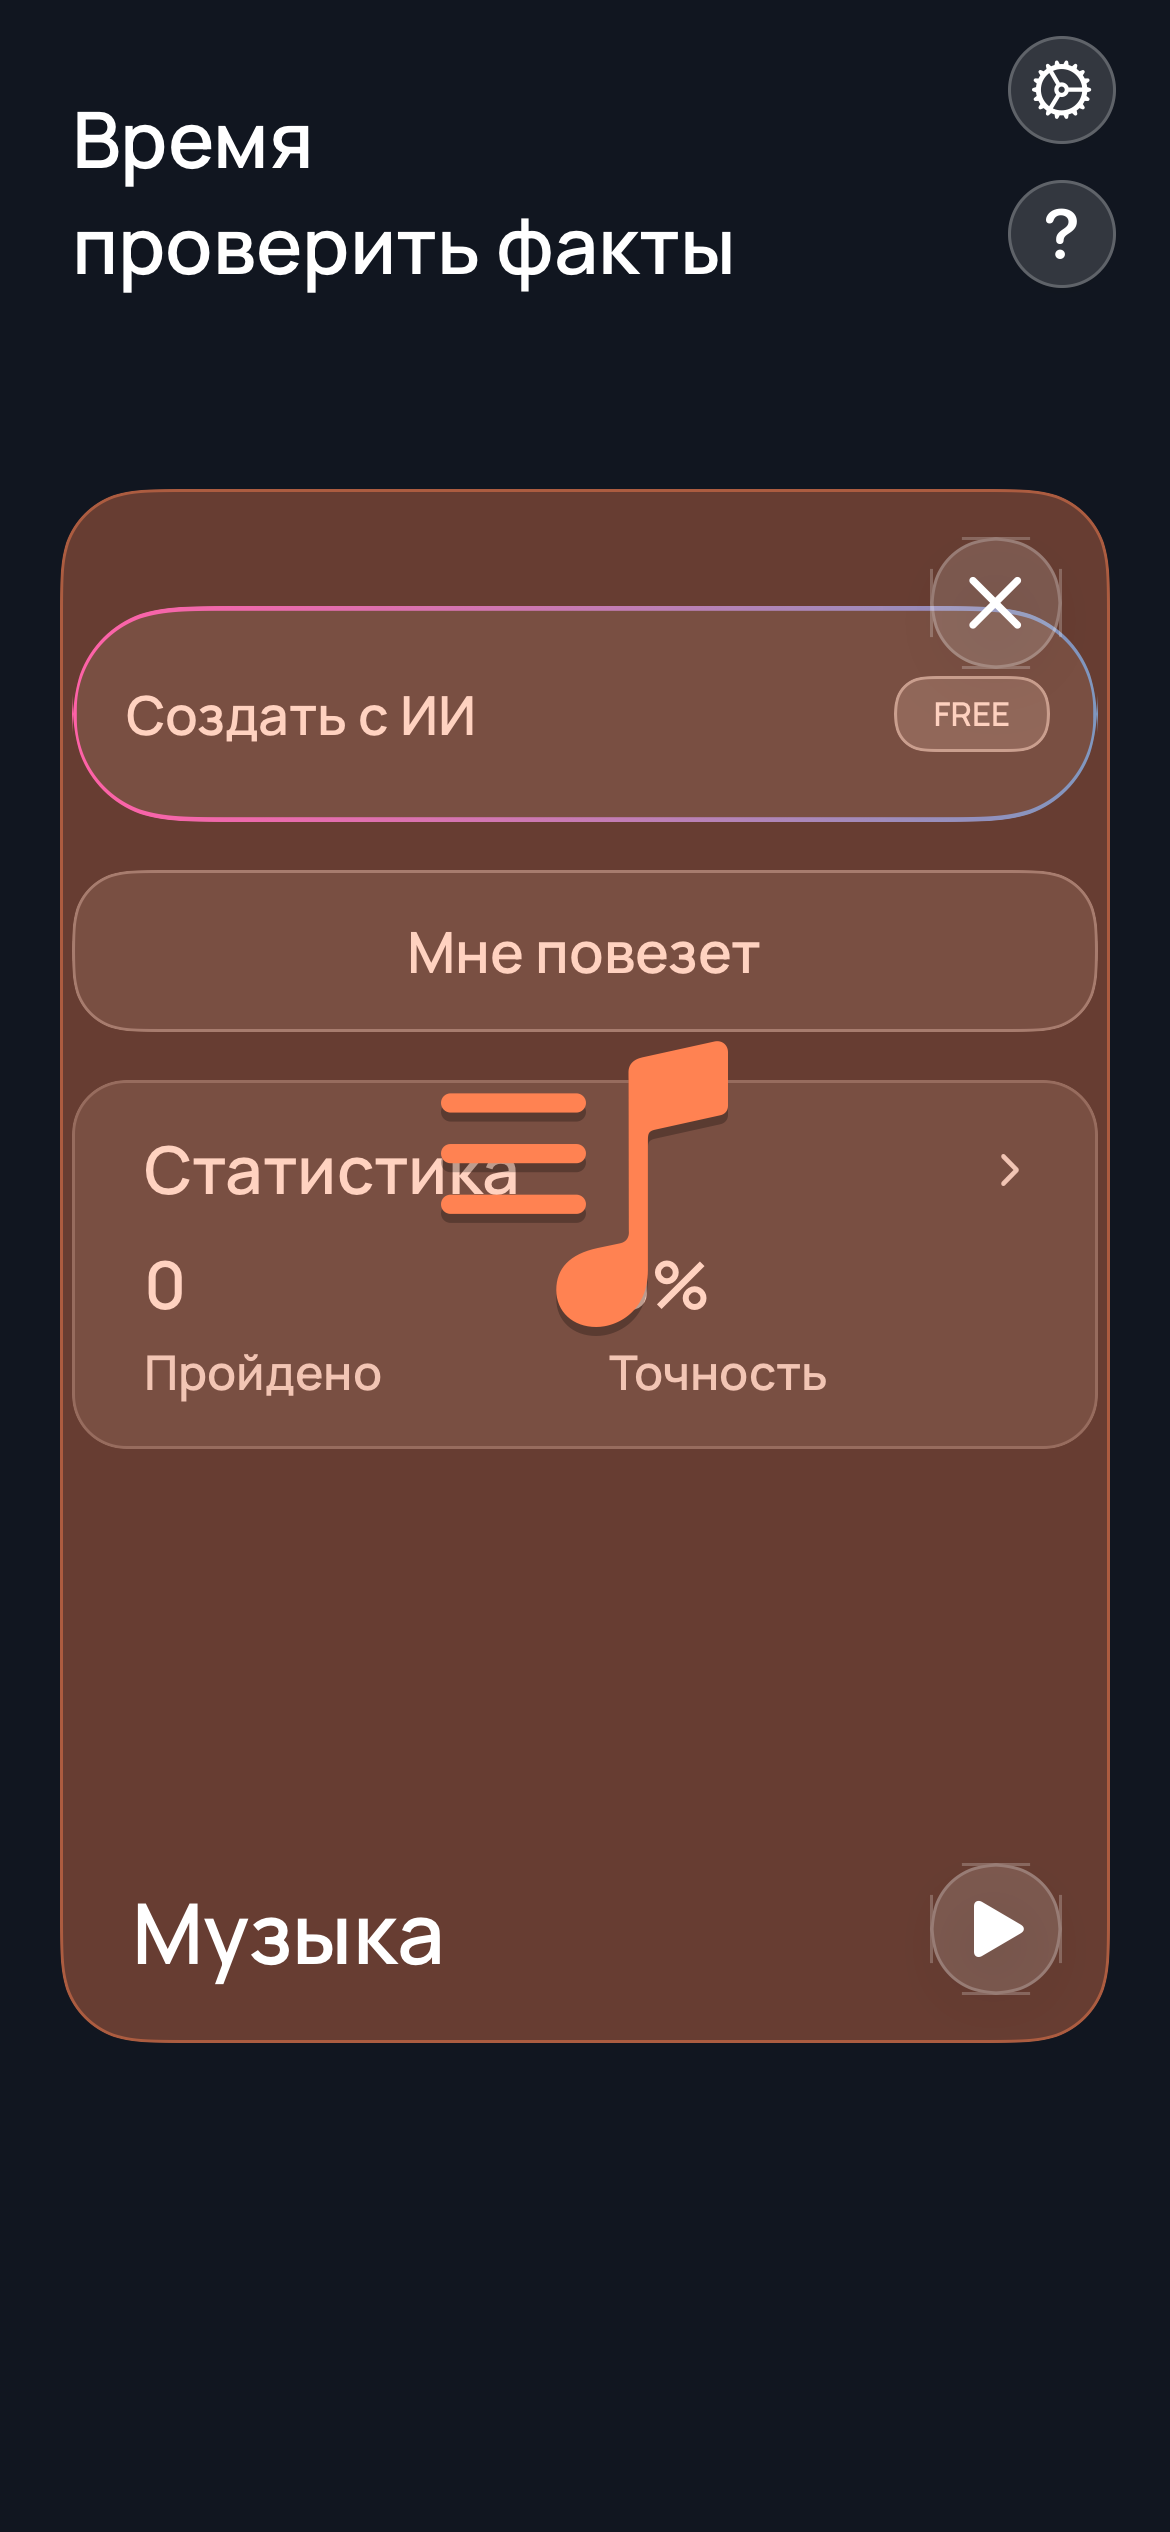 Время
проверить факты
Создать с ИИ
FREE
Мне повезет
Статистика
0
%
Пройдено
Точность
Музыка